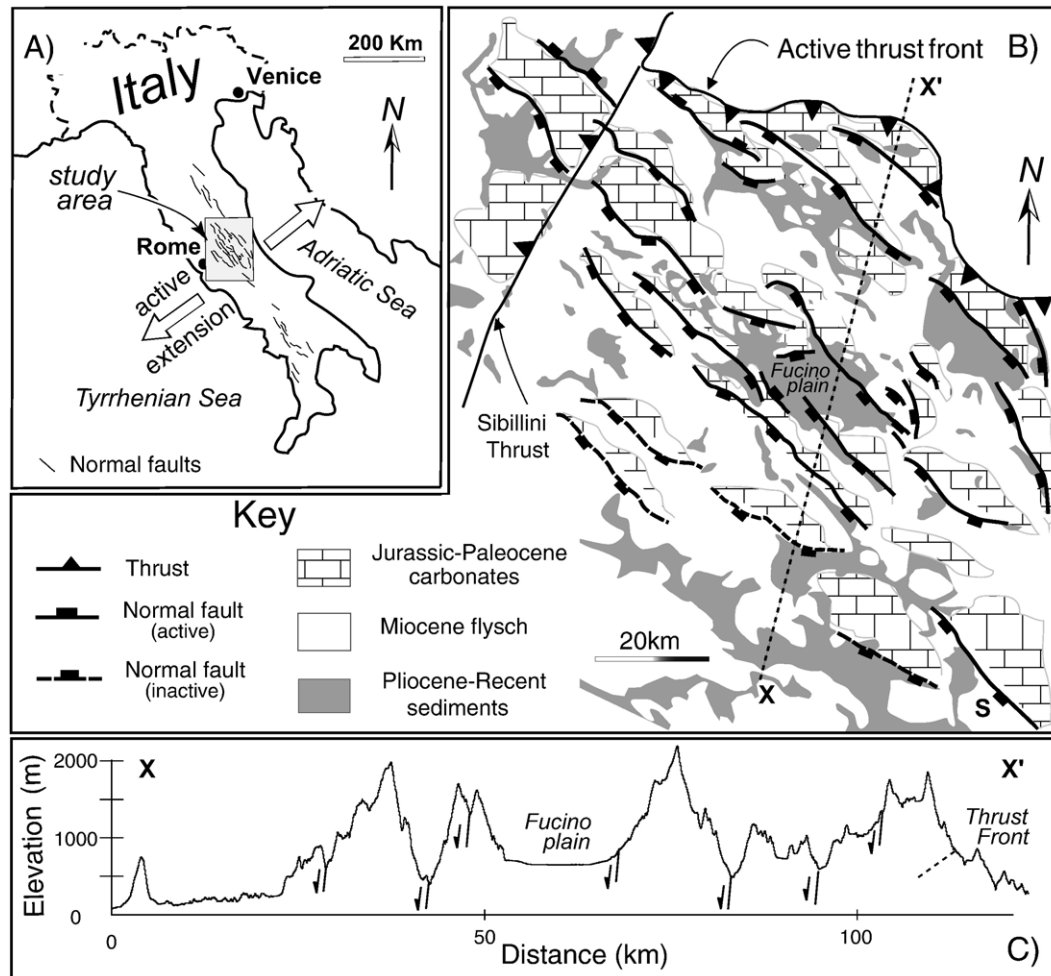 A)
200 Km
Italy
Venice
N
study
area
Rome
active
extension
Adriatic Sea
Tyrrhenian Sea
Normal faults
B)
Active thrust front
X'
N
Fucino
plain
Sibillini
Thrust
20km
X
S
Key
Thrust
Normal fault
(active)
Normal fault
(inactive)
Jurassic-Paleocene
carbonates
Miocene flysch
Pliocene-Recent
sediments
Elevation (m)
2000
1000
0
X
X'
Fucino
plain
Thrust
Front
0
50
100
Distance (km)
C)